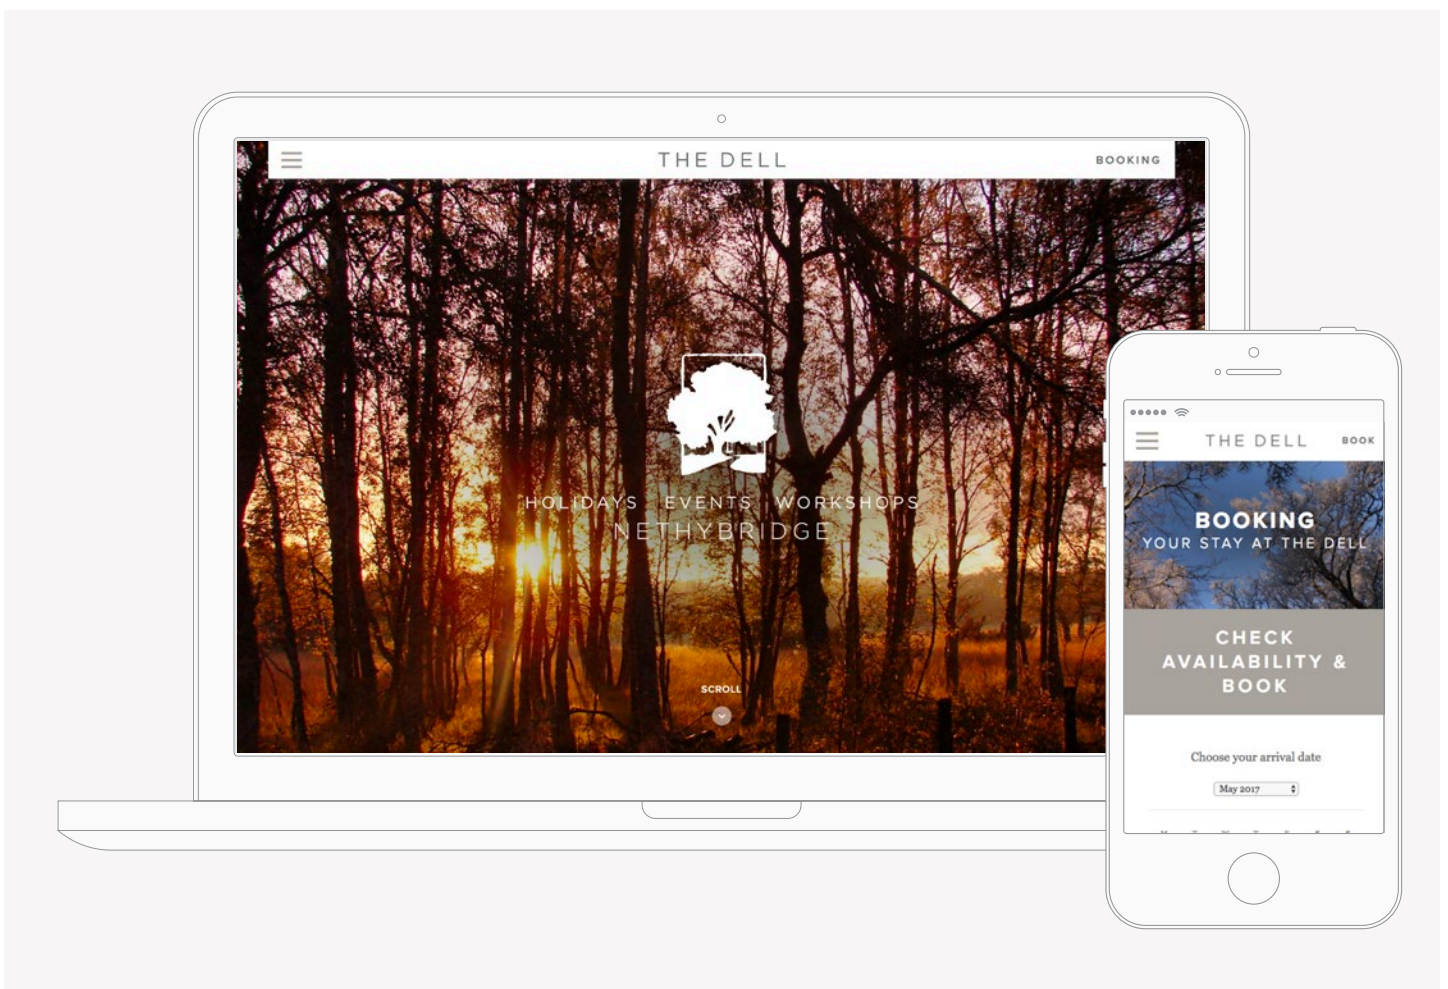 THE DELL
BOOKING
HOLIDAYS EVENTS WORKSHOPS
NETHYBRIDGE
SCROLL
THE DELL
BOOK
BOOKING
YOUR STAY AT THE DELL
CHECK
AVAILABILITY &
BOOK
Choose your arrival date
May 2017